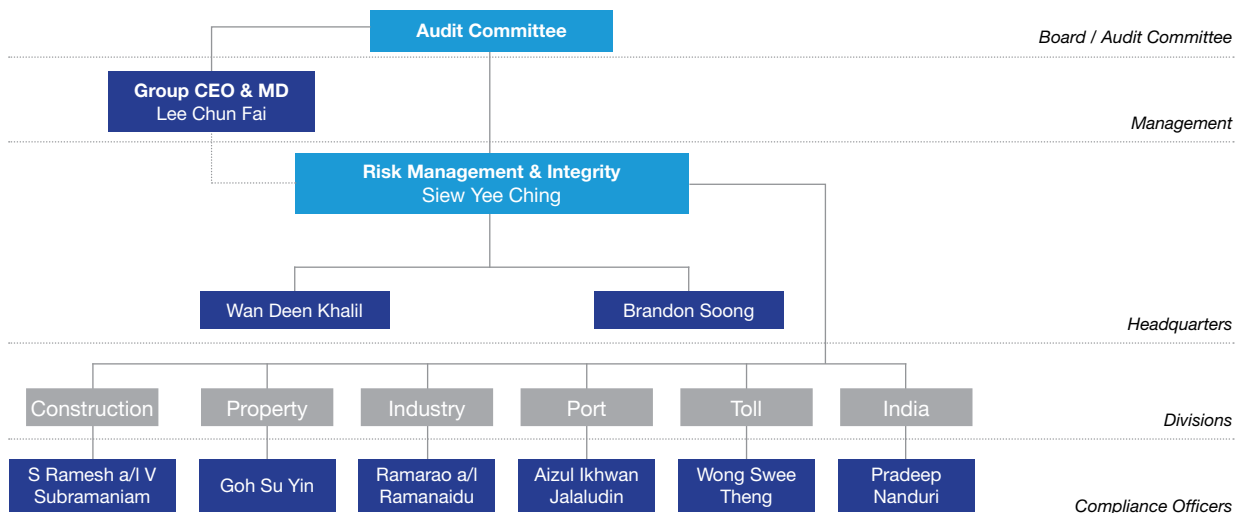 Audit Committee
Board / Audit Committee
Group CEO & MD
Lee Chun Fai
Management
Risk Management & Integrity
Siew Yee Ching
Wan Deen Khalil
Brandon Soong
Headquarters
Construction
Property
Industry
Port
Toll
India
Divisions
S Ramesh a/l V
Subramaniam
Goh Su Yin
Ramarao a/l
Ramanaidu
Aizul Ikhwan
Jalaludin
Wong Swee
Theng
Pradeep
Nanduri
Compliance Officers